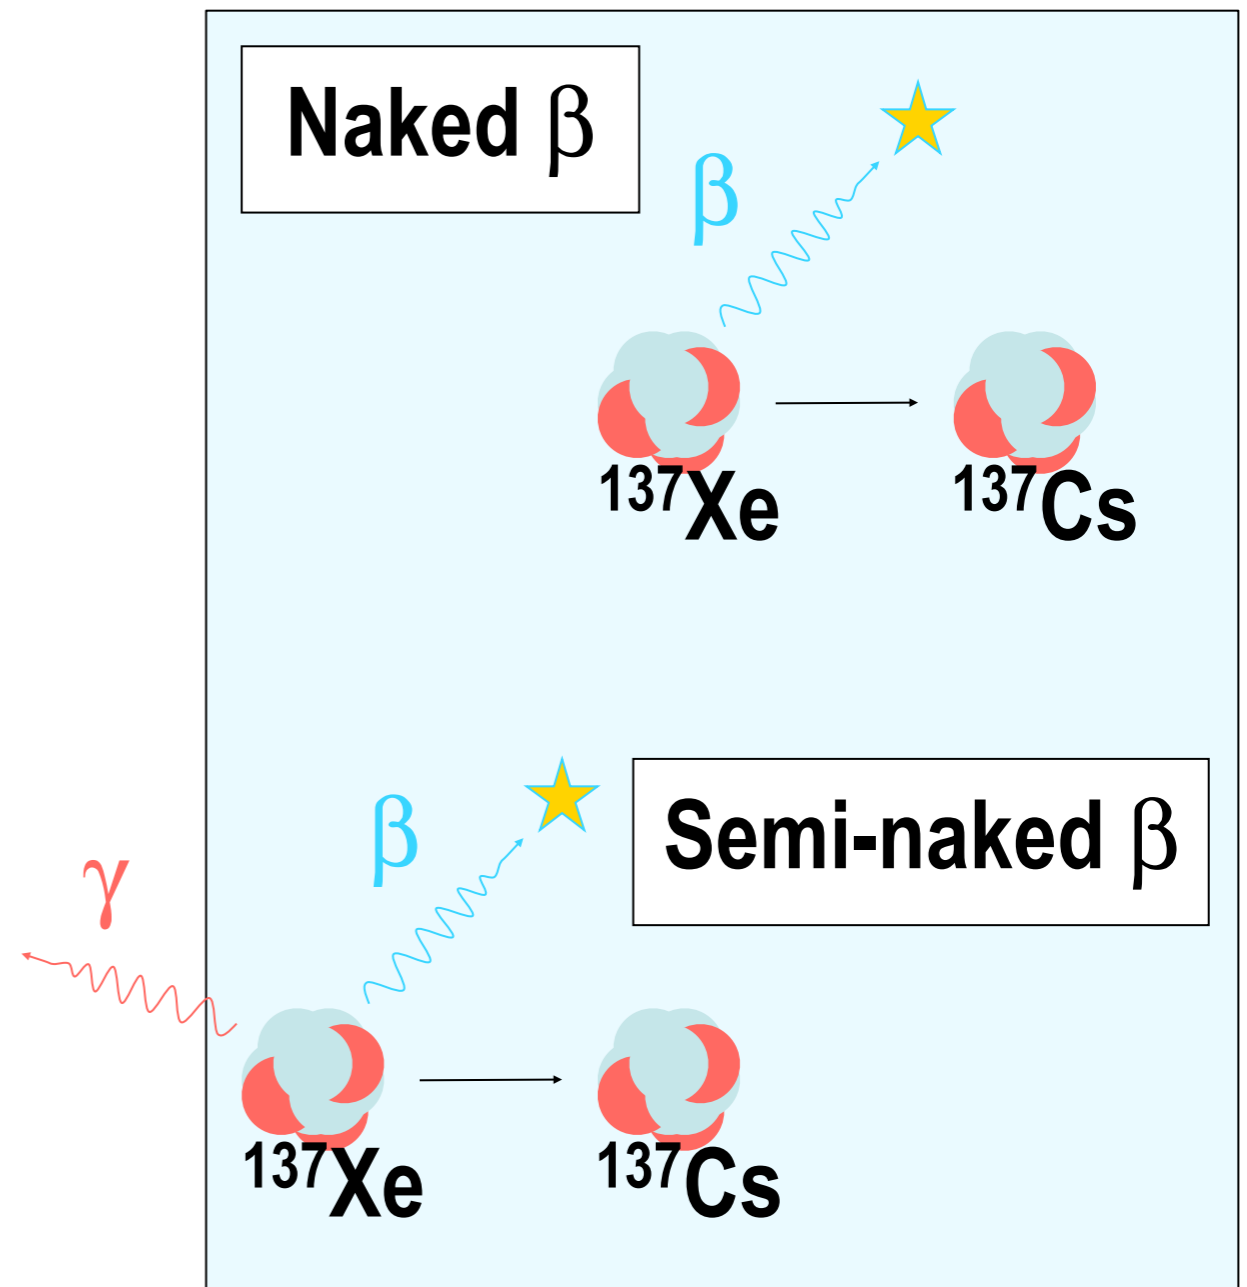 Naked β
β
¹³⁷Xe
¹³⁷Cs
Semi-naked β
β
γ
¹³⁷Xe
¹³⁷Cs